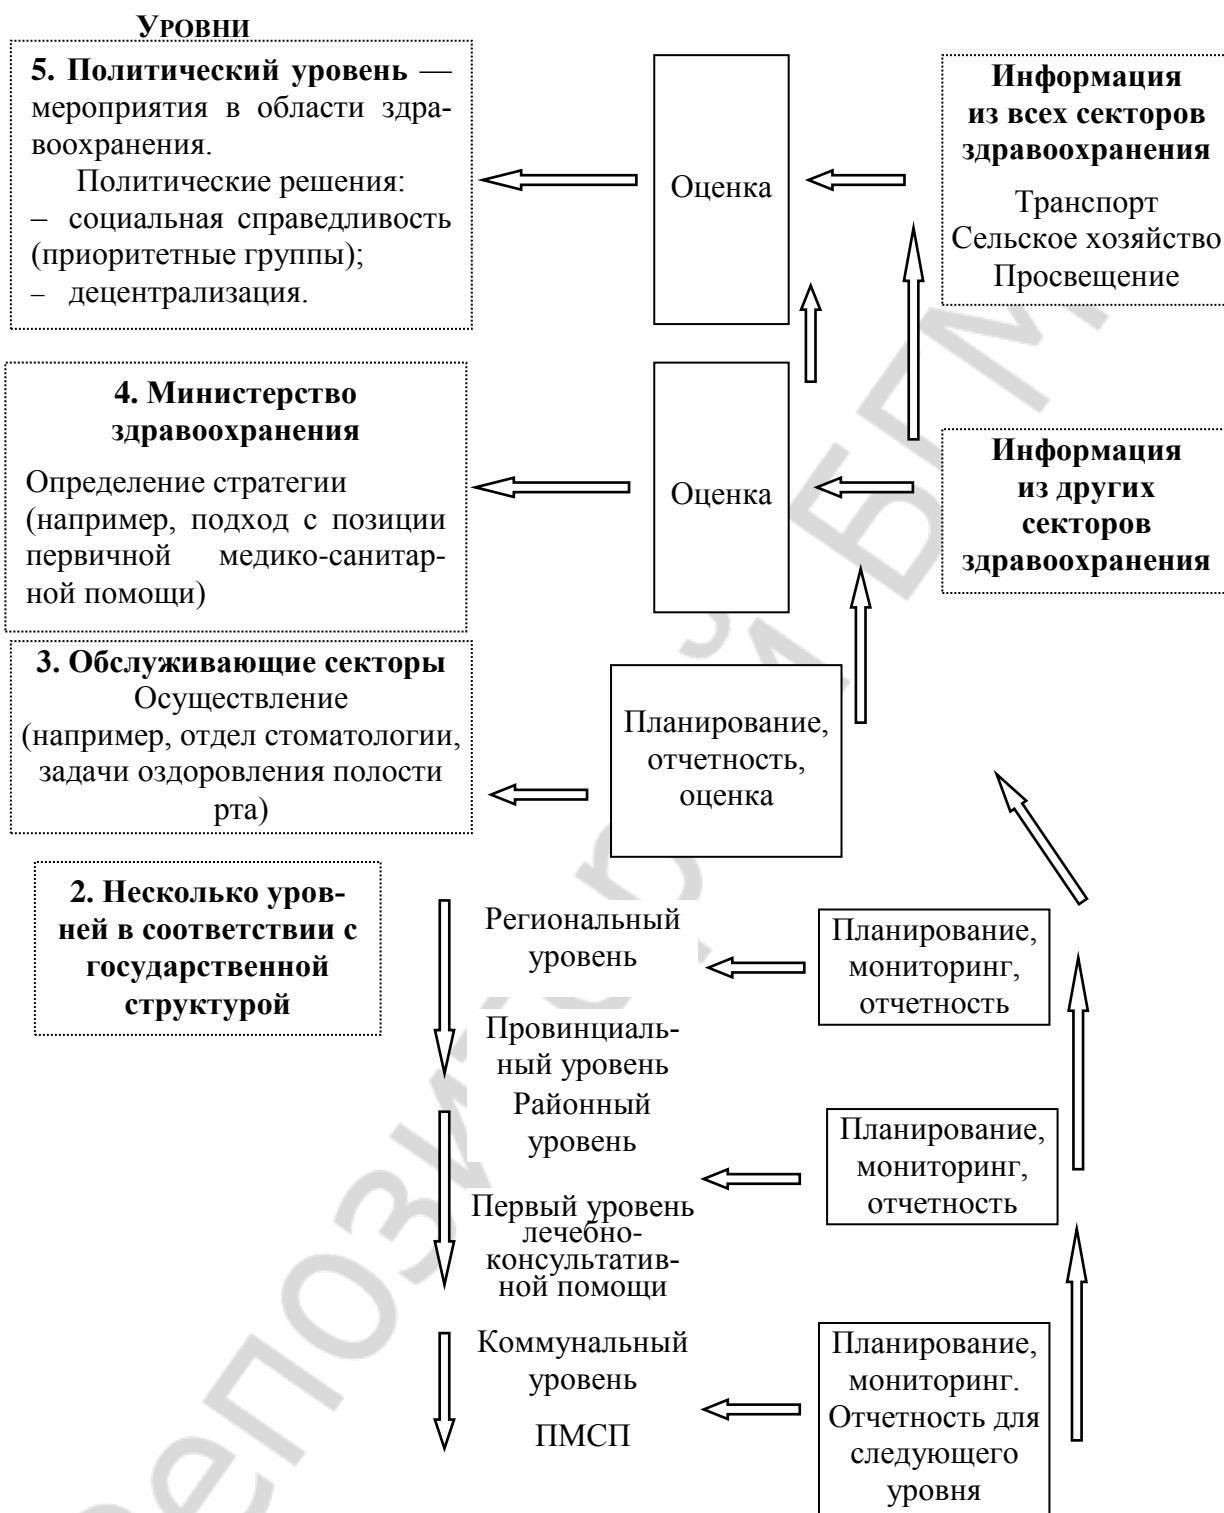 УРОВНИ
5. Политический уровень —
мероприятия в области здра-
воохранения.
Политические решения:
– социальная справедливость
(приоритетные группы);
– децентрализация.
Оценка
Информация
из всех секторов
здравоохранения
Транспорт
Сельское хозяйство
Просвещение
4. Министерство
здравоохранения
Определение стратегии
(например, подход с позиции
первичной медико-санитар-
ной помощи)
Оценка
Информация
из других
секторов
здравоохранения
3. Обслуживающие секторы
Осуществление
(например, отдел стоматологии,
задачи оздоровления полости
рта)
Планирование,
отчетность,
оценка
2. Несколько уров-
ней в соответствии с
государственной
структурой
Региональный
уровень
Планирование,
мониторинг,
отчетность
Провинциаль-
ный уровень
Районный
уровень
Планирование,
мониторинг,
отчетность
Первый уровень
лечебно-
консультатив-
ной помощи
Коммунальный
уровень
ПМСП
Планирование,
мониторинг.
Отчетность для
следующего
уровня